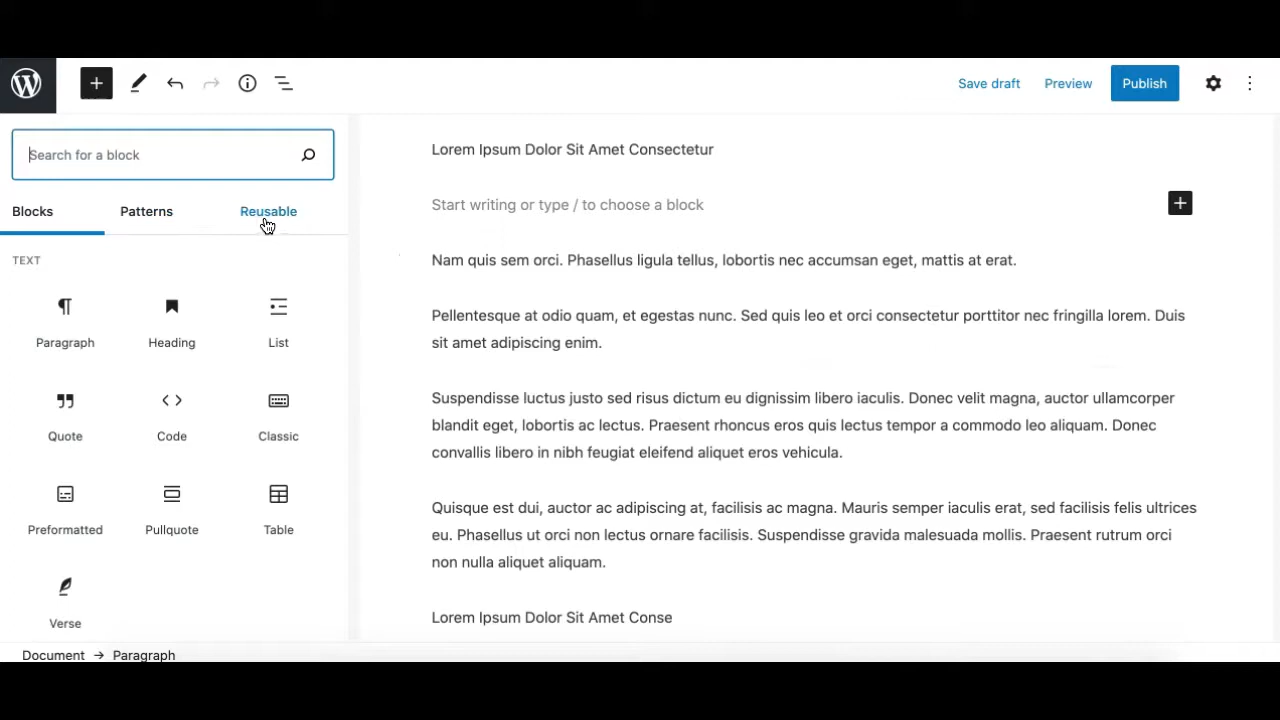 Save draft Preview Publish
Search for a block
Blocks Patterns Reusable
TEXT
Paragraph Heading List
Quote Code Classic
Preformatted Pullquote Table
Verse
Lorem Ipsum Dolor Sit Amet Consectetur
Start writing or type / to choose a block
Nam quis sem orci. Phasellus ligula tellus, lobortis nec accumsan eget, mattis at erat.
Pellentesque at odio quam, et egestas nunc. Sed quis leo et orci consectetur porttitor nec fringilla lorem. Duis
sit amet adipiscing enim.
Suspendisse luctus justo sed risus dictum eu dignissim libero iaculis. Donec velit magna, auctor ullamcorper
blandit eget, lobortis ac lectus. Praesent rhoncus eros quis lectus tempor a commodo leo aliquam. Donec
convallis libero in nibh feugiat eleifend aliquet eros vehicula.
Quisque est dui, auctor ac adipiscing at, facilisis ac magna. Mauris semper iaculis erat, sed facilisis felis ultrices
eu. Phasellus ut orci non lectus ornare facilisis. Suspendisse gravida malesuada mollis. Praesent rutrum orci
non nulla aliquet aliquam.
Lorem Ipsum Dolor Sit Amet Conse
Document → Paragraph